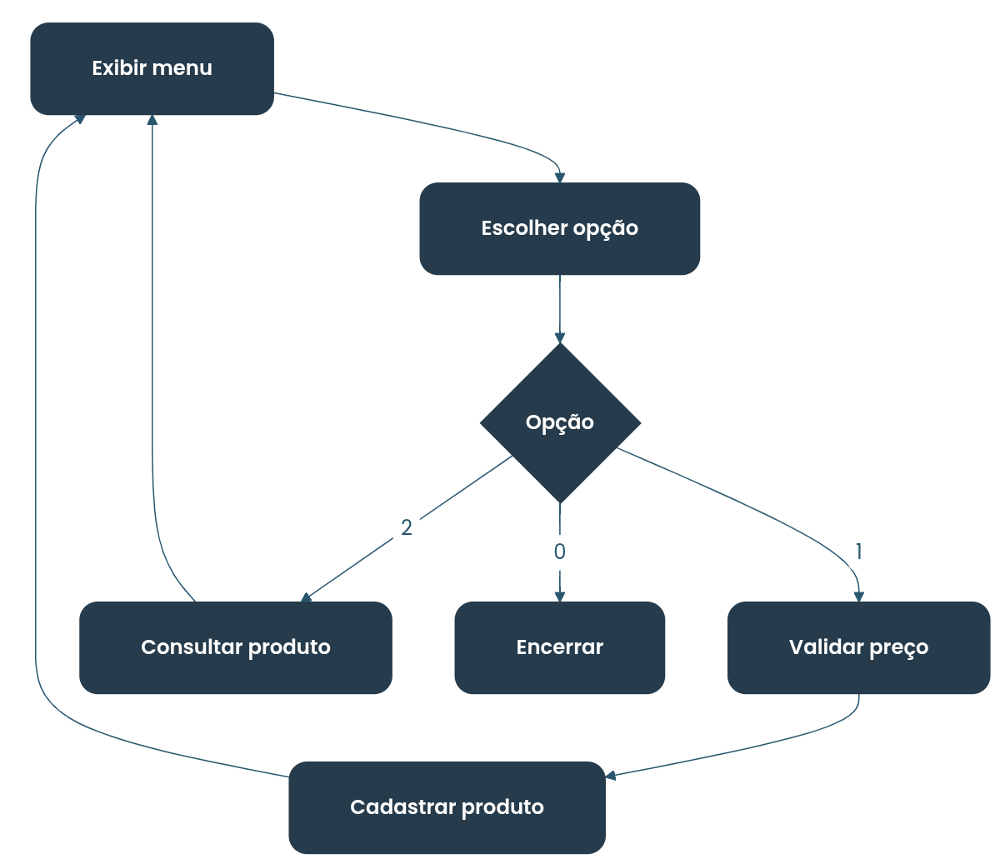 Exibir menu
Escolher opção
Opção
2
0
1
Consultar produto
Encerrar
Validar preço
Cadastrar produto